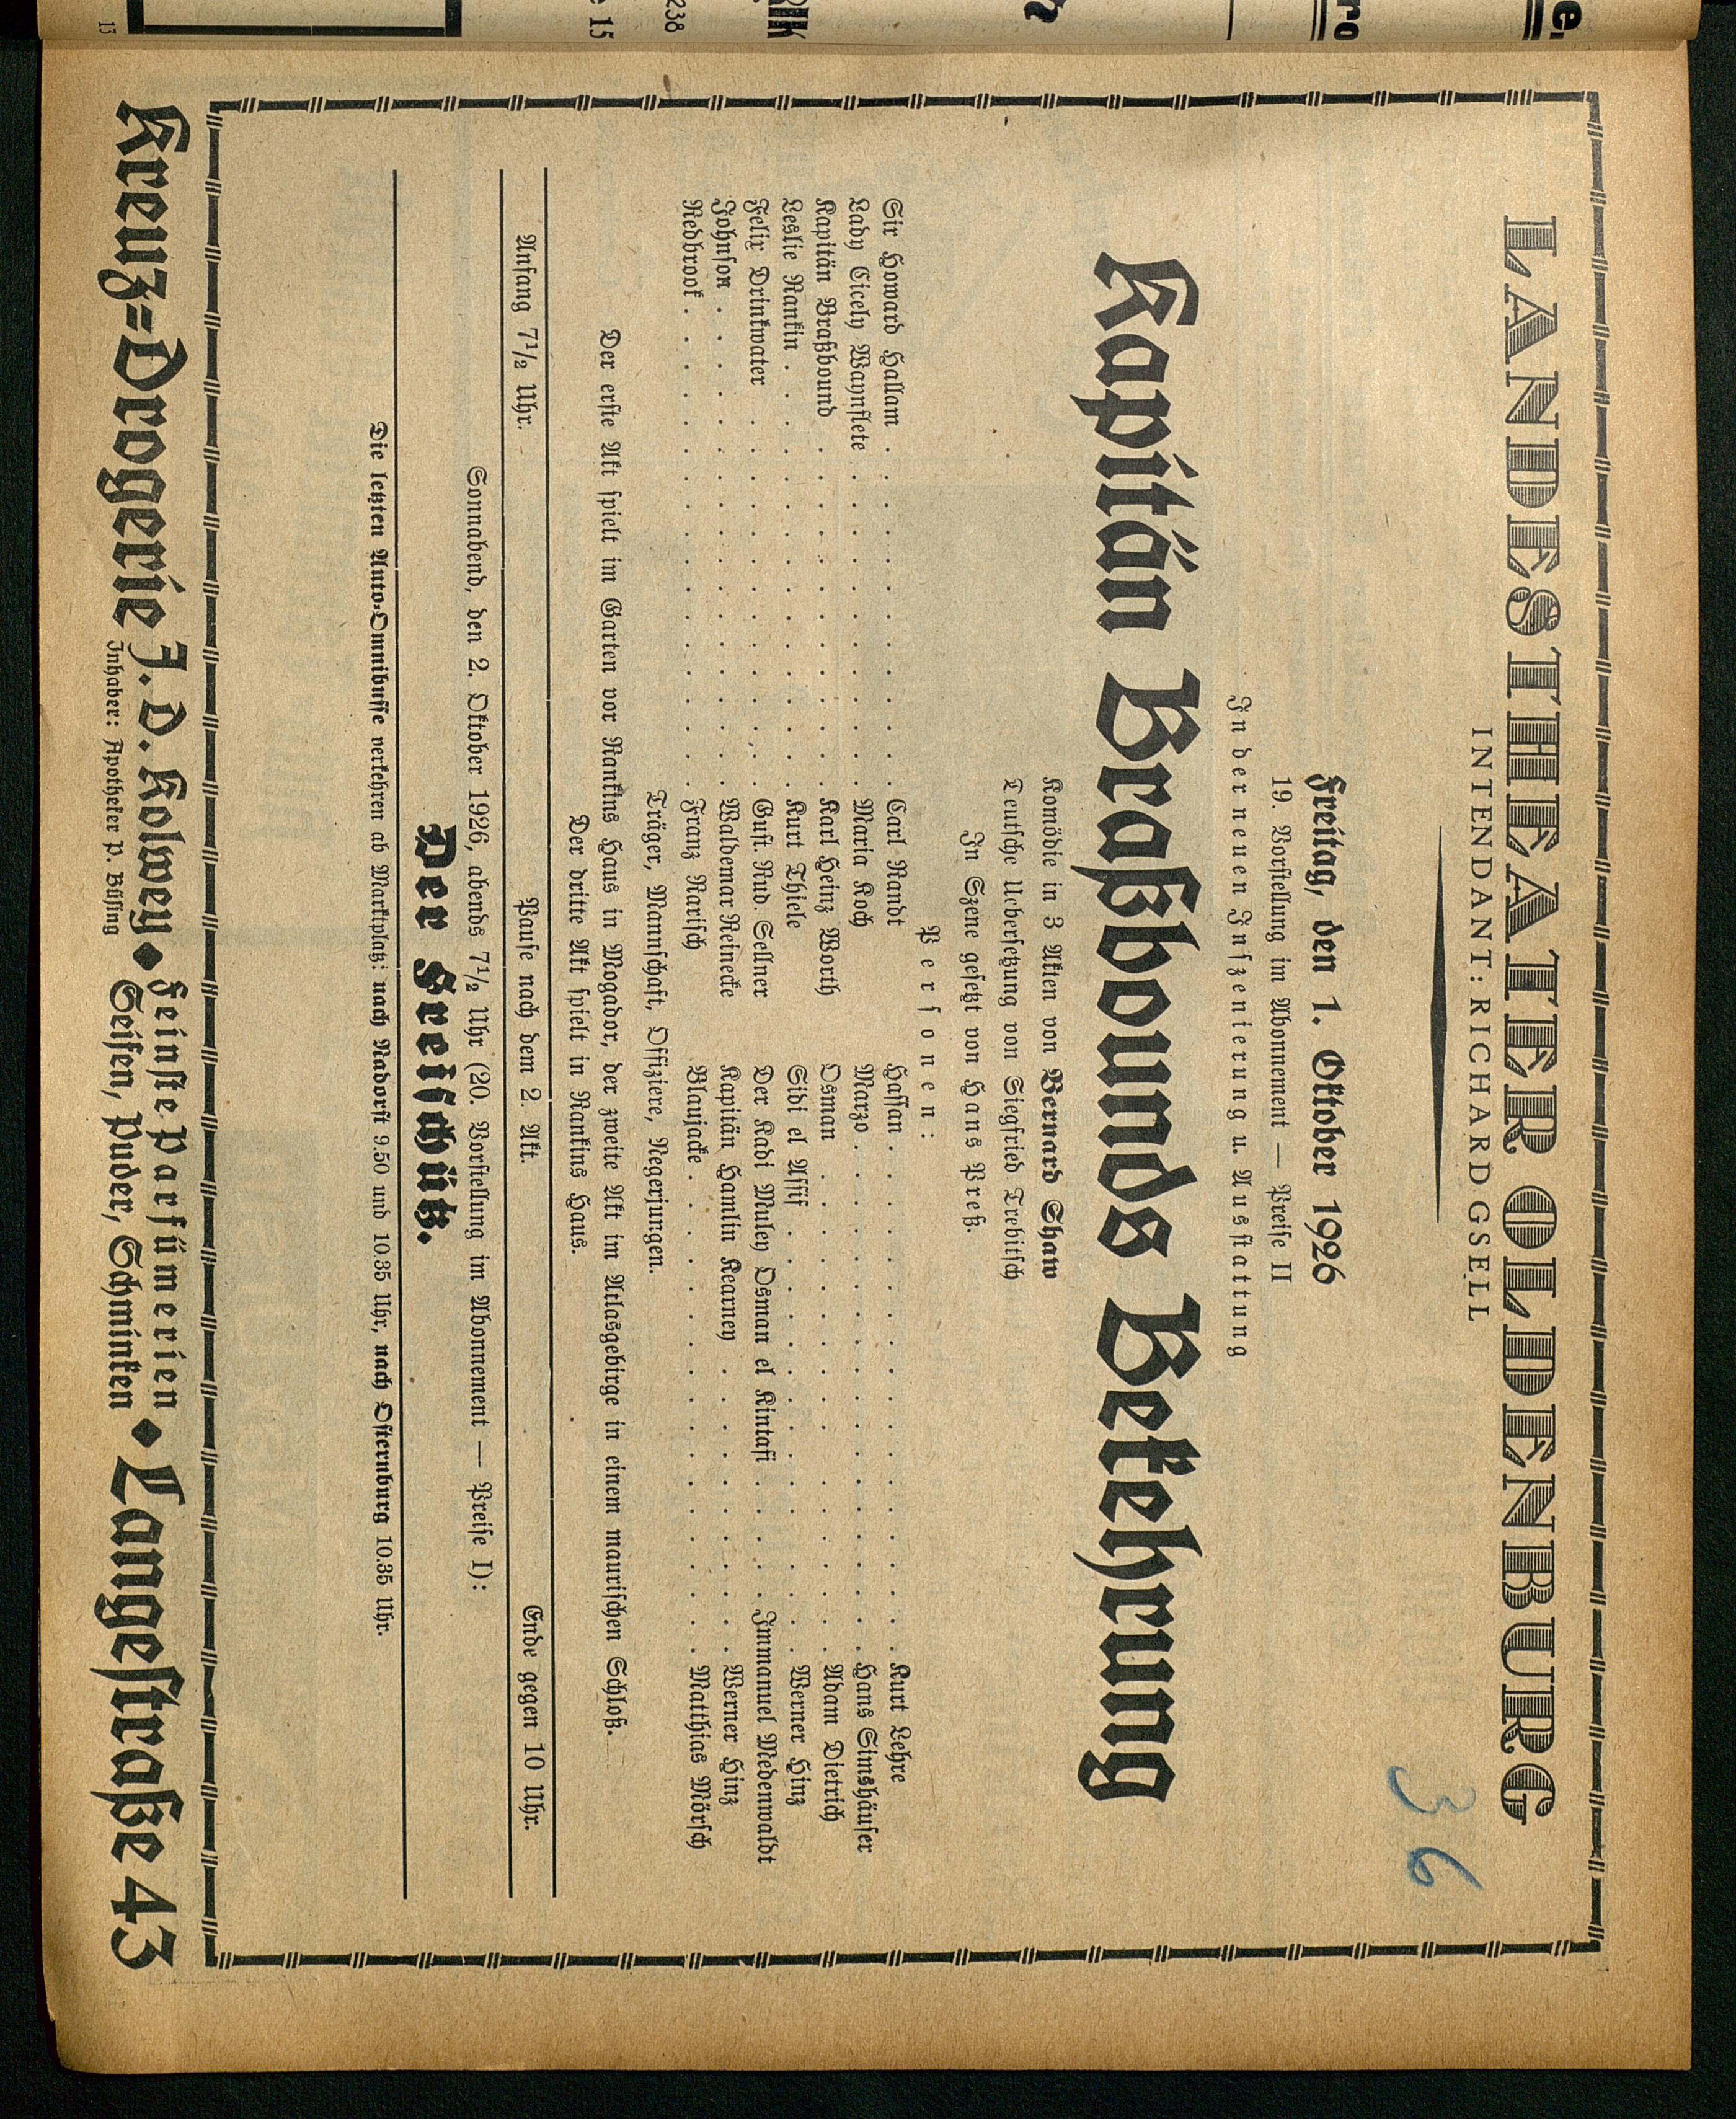 LANDESTHEATER OLDENBURG
INTENDANT: RICHARD GSELL
36
Freitag, den 1. Oktober 1926
19. Vorstellung im Abonnement — Preise II
In der neuen Inszenierung u. Ausstattung
Kapitän Braßbounds Bekehrung
Komödie in 3 Akten von Bernard Shaw
Deutsche Uebersetzung von Siegfried Trebitsch
In Szene gesetzt von Hans Preß.
Personen:
Sir Howard Hallam . . . . . Carl Randt
Lady Cicely Waynflete . . . . . Maria Koch
Kapitän Braßbound . . . . . Karl Heinz Worth
Leslie Rankin . . . . . Kurt Thiele
Felix Drinkwater . . . . . Gust. Rud. Sellner
Johnson . . . . . Waldemar Reinecke
Redbrook . . . . . Franz Rarisch
Hassan . . . . . Kurt Lehre
Marzo . . . . . Hans Simshäuser
Osman . . . . . Adam Dietrich
Sidi el Assif . . . . . Werner Hinz
Der Kadi Muley Osman el Kintafi . . . . . Immanuel Medenwaldt
Kapitän Hamlin Kearney . . . . . Werner Hinz
Blaujacke . . . . . Matthias Mörsch
Träger, Mannschaft, Offiziere, Negerjungen.
Der erste Akt spielt im Garten vor Rankins Haus in Mogador, der zweite Akt im Atlasgebirge in einem maurischen Schloß.
Der dritte Akt spielt in Rankins Haus.
Anfang 7½ Uhr. Pause nach dem 2. Akt. Ende gegen 10 Uhr.
Sonnabend, den 2. Oktober 1926, abends 7½ Uhr (20. Vorstellung im Abonnement — Preise I):
Der Freischütz.
Die letzten Auto-Omnibusse verkehren ab Marktplatz: nach Nadorst 9.50 und 10.35 Uhr, nach Osternburg 10.35 Uhr.
Kreuz=Drogerie J. D. Kolwey ◆ Feinste Parfümerien ◆ Langestraße 43
Inhaber: Apotheker P. Büsing Seifen, Puder, Schminken